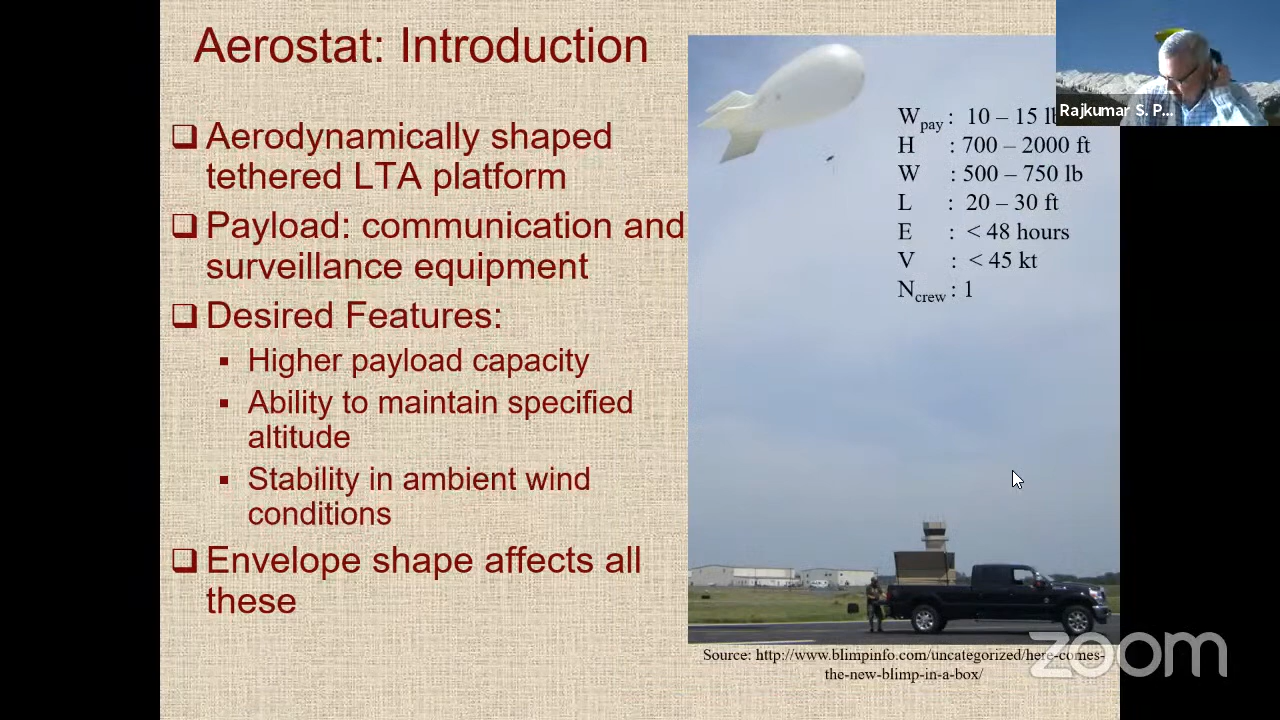 Aerostat: Introduction
❑ Aerodynamically shaped
tethered LTA platform
❑ Payload: communication and
surveillance equipment
❑ Desired Features:
▪ Higher payload capacity
▪ Ability to maintain specified
altitude
▪ Stability in ambient wind
conditions
❑ Envelope shape affects all
these
Wpay : 10 – 15
H : 700 – 2000 ft
W : 500 – 750 lb
L : 20 – 30 ft
E : < 48 hours
V : < 45 kt
Ncrew : 1
Rajkumar S. P...
Source: http://www.blimpinfo.com/uncategorized/here-comes-
the-new-blimp-in-a-box/
zoom